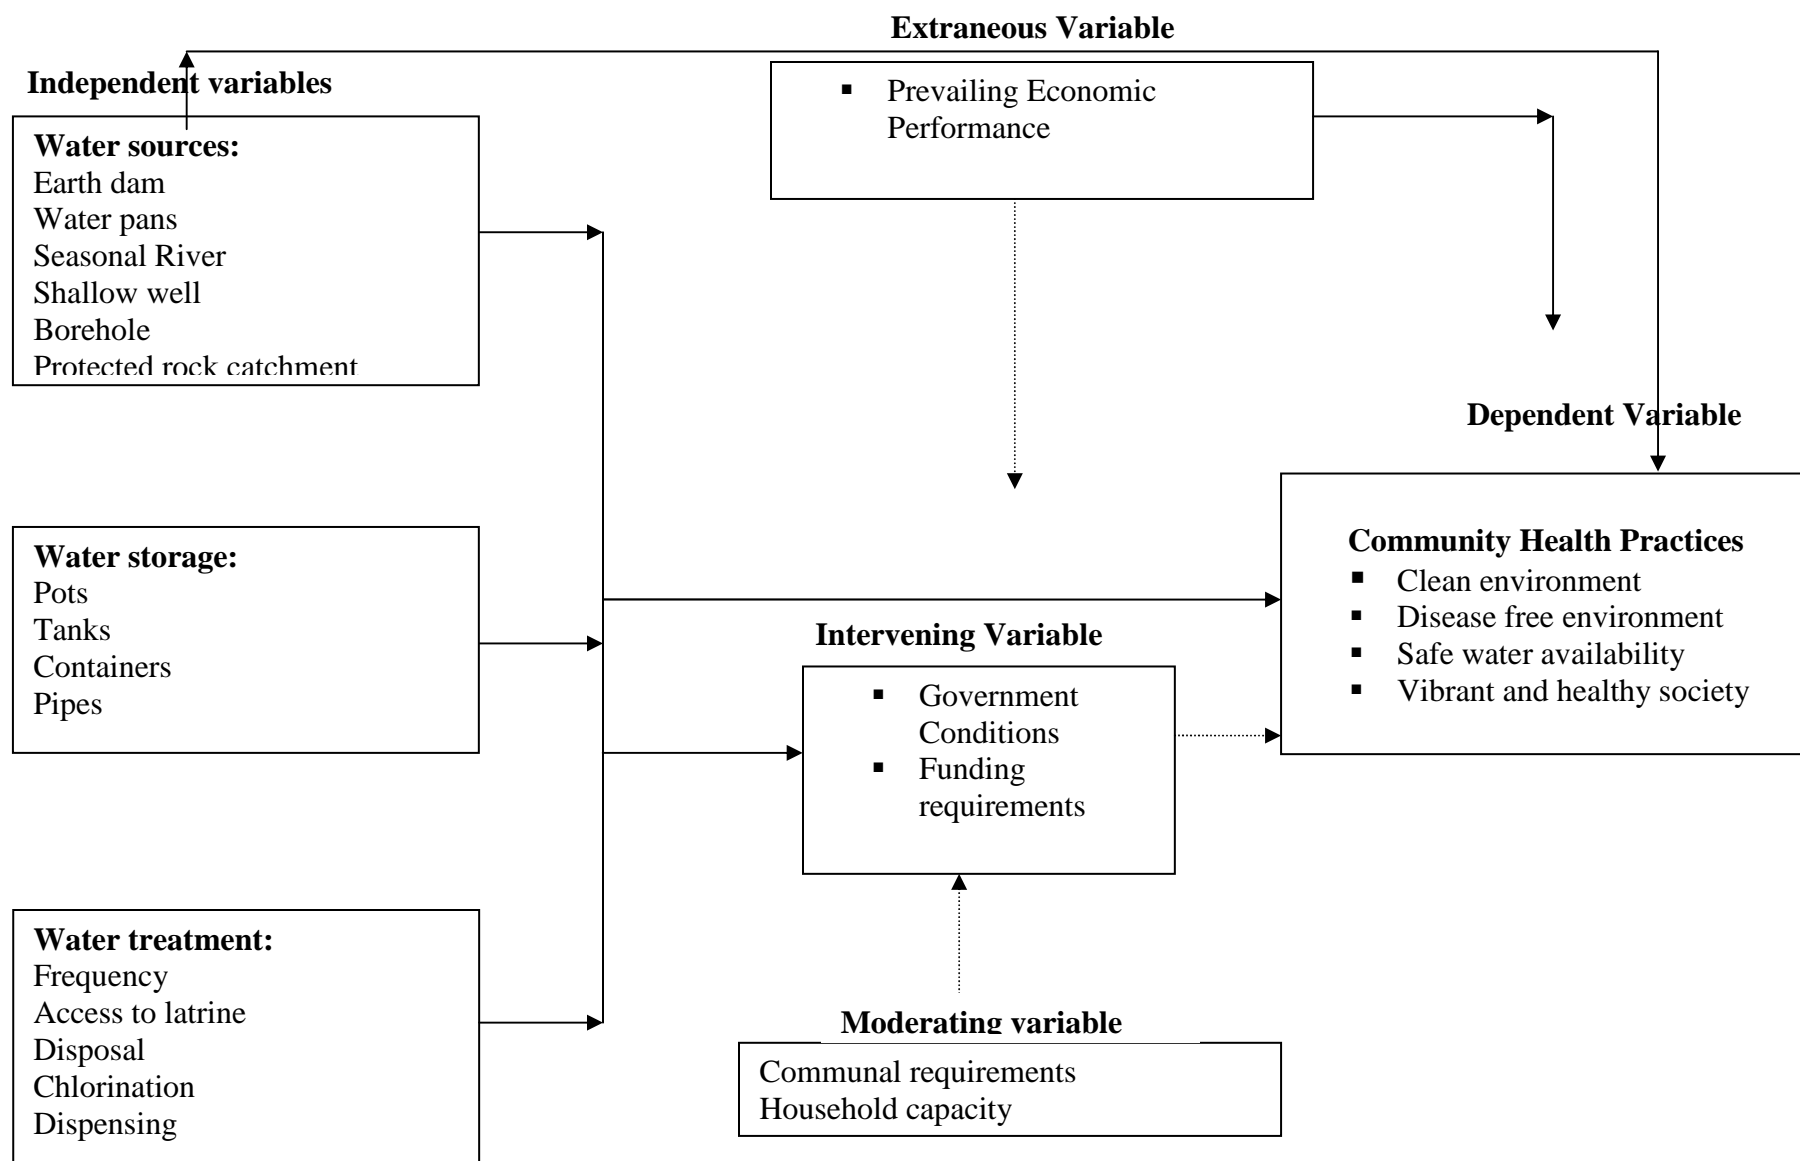 Extraneous Variable
Independent variables
▪ Prevailing Economic
Performance
Water sources:
Earth dam
Water pans
Seasonal River
Shallow well
Borehole
Protected rock catchment
Dependent Variable
Water storage:
Pots
Tanks
Containers
Pipes
Community Health Practices
▪ Clean environment
▪ Disease free environment
▪ Safe water availability
▪ Vibrant and healthy society
Intervening Variable
▪ Government
Conditions
▪ Funding
requirements
Water treatment:
Frequency
Access to latrine
Disposal
Chlorination
Dispensing
Moderating variable
Communal requirements
Household capacity